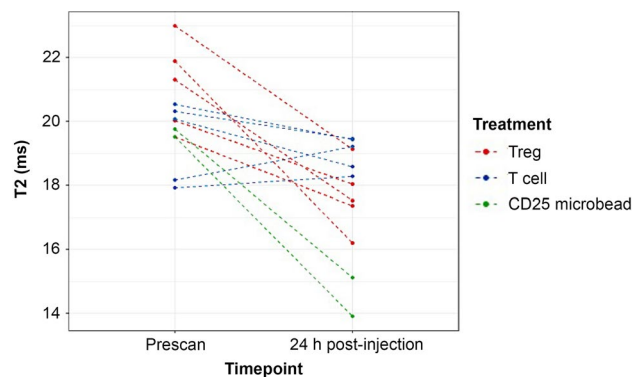 22
20
18
16
14
T2 (ms)
Prescan
24 h post-injection
Timepoint
Treatment
Treg
T cell
CD25 microbead